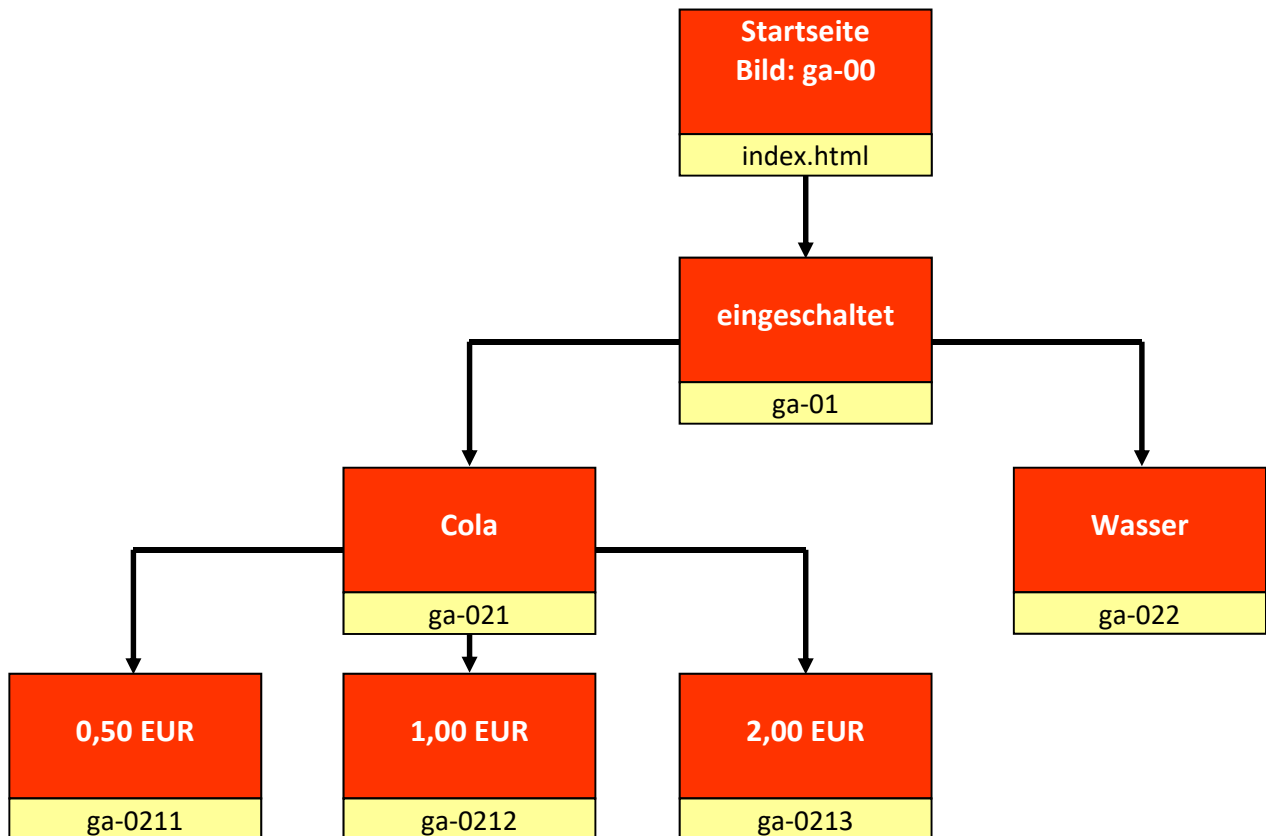 Startseite
Bild: ga-00
index.html
eingeschaltet
ga-01
Cola
ga-021
Wasser
ga-022
0,50 EUR
ga-0211
1,00 EUR
ga-0212
2,00 EUR
ga-0213